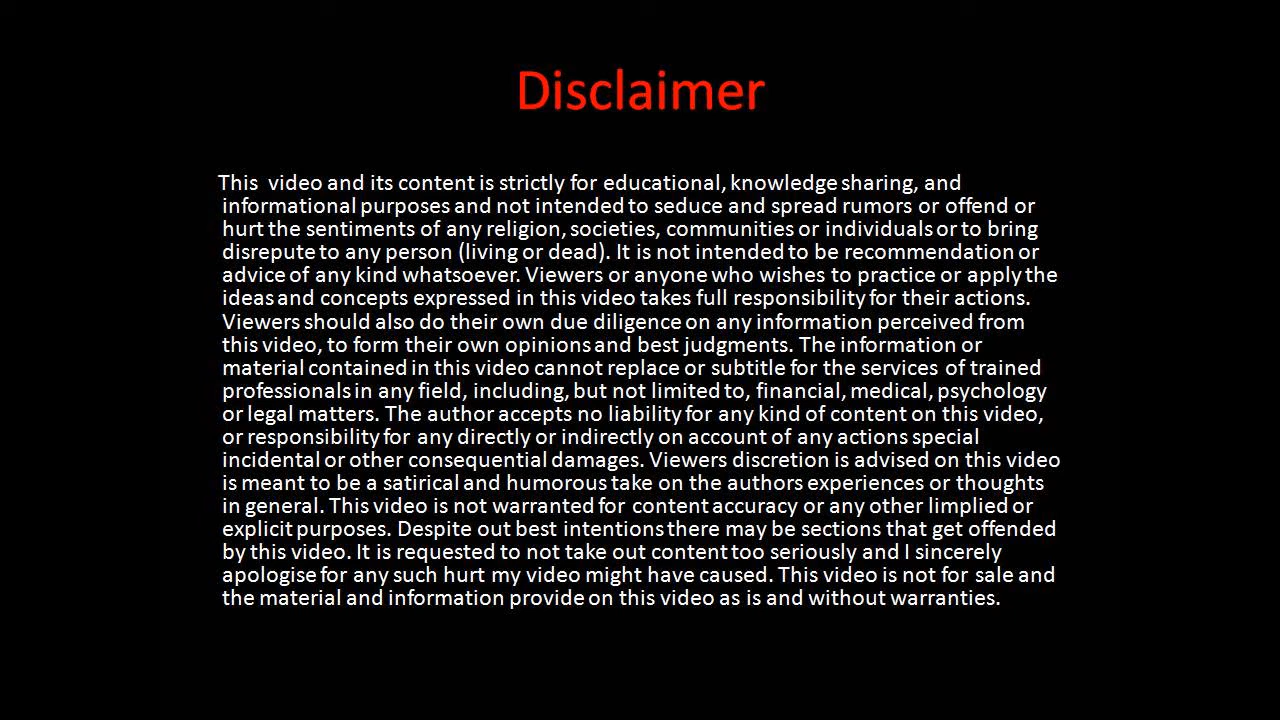 Disclaimer
This video and its content is strictly for educational, knowledge sharing, and
informational purposes and not intended to seduce and spread rumors or offend or
hurt the sentiments of any religion, societies, communities or individuals or to bring
disrepute to any person (living or dead). It is not intended to be recommendation or
advice of any kind whatsoever. Viewers or anyone who wishes to practice or apply the
ideas and concepts expressed in this video takes full responsibility for their actions.
Viewers should also do their own due diligence on any information perceived from
this video, to form their own opinions and best judgments. The information or
material contained in this video cannot replace or subtitle for the services of trained
professionals in any field, including, but not limited to, financial, medical, psychology
or legal matters. The author accepts no liability for any kind of content on this video,
or responsibility for any directly or indirectly on account of any actions special
incidental or other consequential damages. Viewers discretion is advised on this video
is meant to be a satirical and humorous take on the authors experiences or thoughts
in general. This video is not warranted for content accuracy or any other limplied or
explicit purposes. Despite out best intentions there may be sections that get offended
by this video. It is requested to not take out content too seriously and I sincerely
apologise for any such hurt my video might have caused. This video is not for sale and
the material and information provide on this video as is and without warranties.